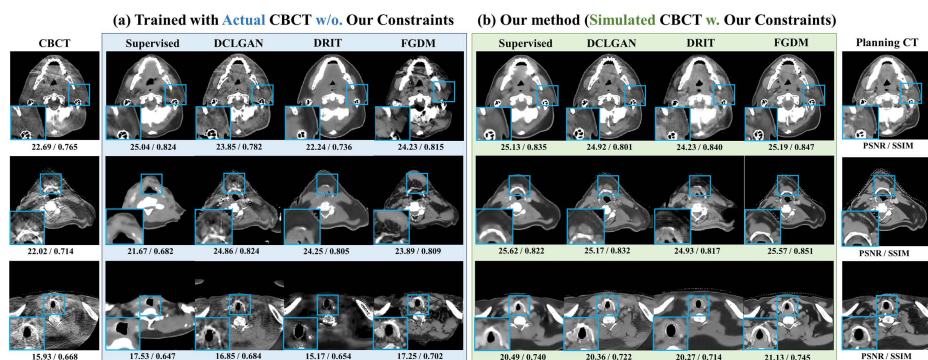 (a) Trained with Actual CBCT w/o. Our Constraints
(b) Our method (Simulated CBCT w. Our Constraints)
CBCT Supervised DCLGAN DRIT FGDM Supervised DCLGAN DRIT FGDM Planning CT
22.69 / 0.765 25.04 / 0.824 23.85 / 0.782 22.24 / 0.736 24.23 / 0.815 25.13 / 0.835 24.92 / 0.801 24.23 / 0.840 25.19 / 0.847 PSNR/SSIM
22.02 / 0.714 21.67 / 0.682 24.86 / 0.824 24.25 / 0.805 23.89 / 0.809 25.62 / 0.822 25.17 / 0.832 24.93 / 0.817 25.57 / 0.851 PSNR / SSIM
15.93 / 0.668 17.53 / 0.647 16.85 / 0.684 15.17 / 0.654 17.25 / 0.702 20.49 / 0.740 20.36 / 0.722 20.27 / 0.714 21.13 / 0.745 PSNR / SSIM